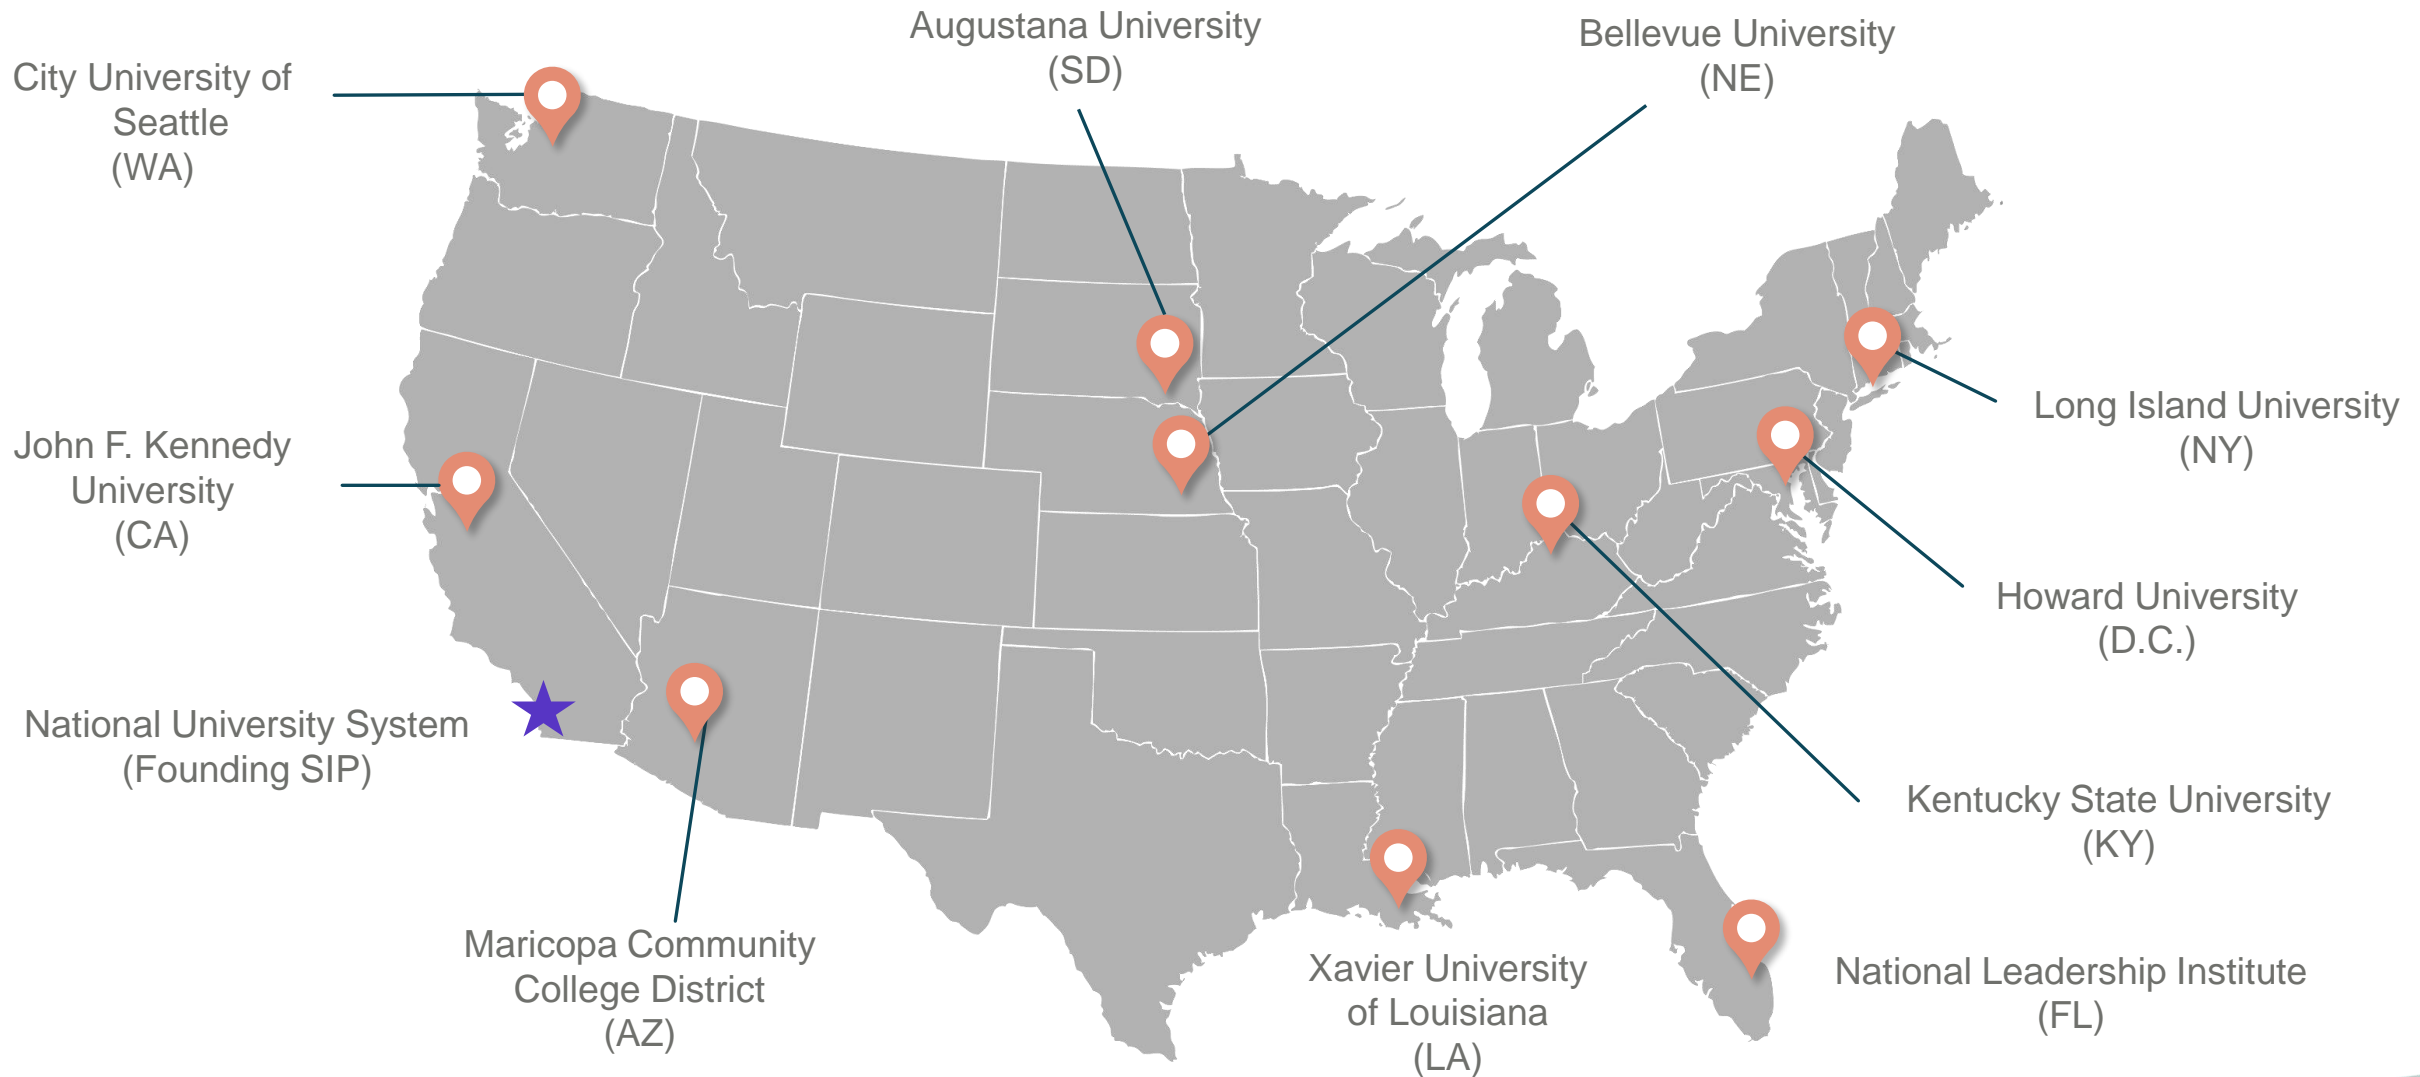 Augustana University
(SD)
Bellevue University
(NE)
City University of
Seattle
(WA)
John F. Kennedy
University
(CA)
Long Island University
(NY)
Howard University
(D.C.)
National University System
(Founding SIP)
Kentucky State University
(KY)
Maricopa Community
College District
(AZ)
Xavier University
of Louisiana
(LA)
National Leadership Institute
(FL)